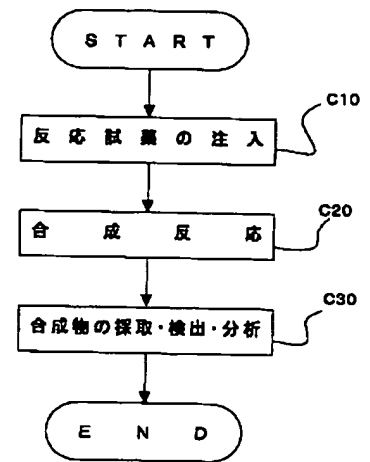 START
C10
反応試薬の注入
C20
合成反応
C30
合成物の採取・検出・分析
END